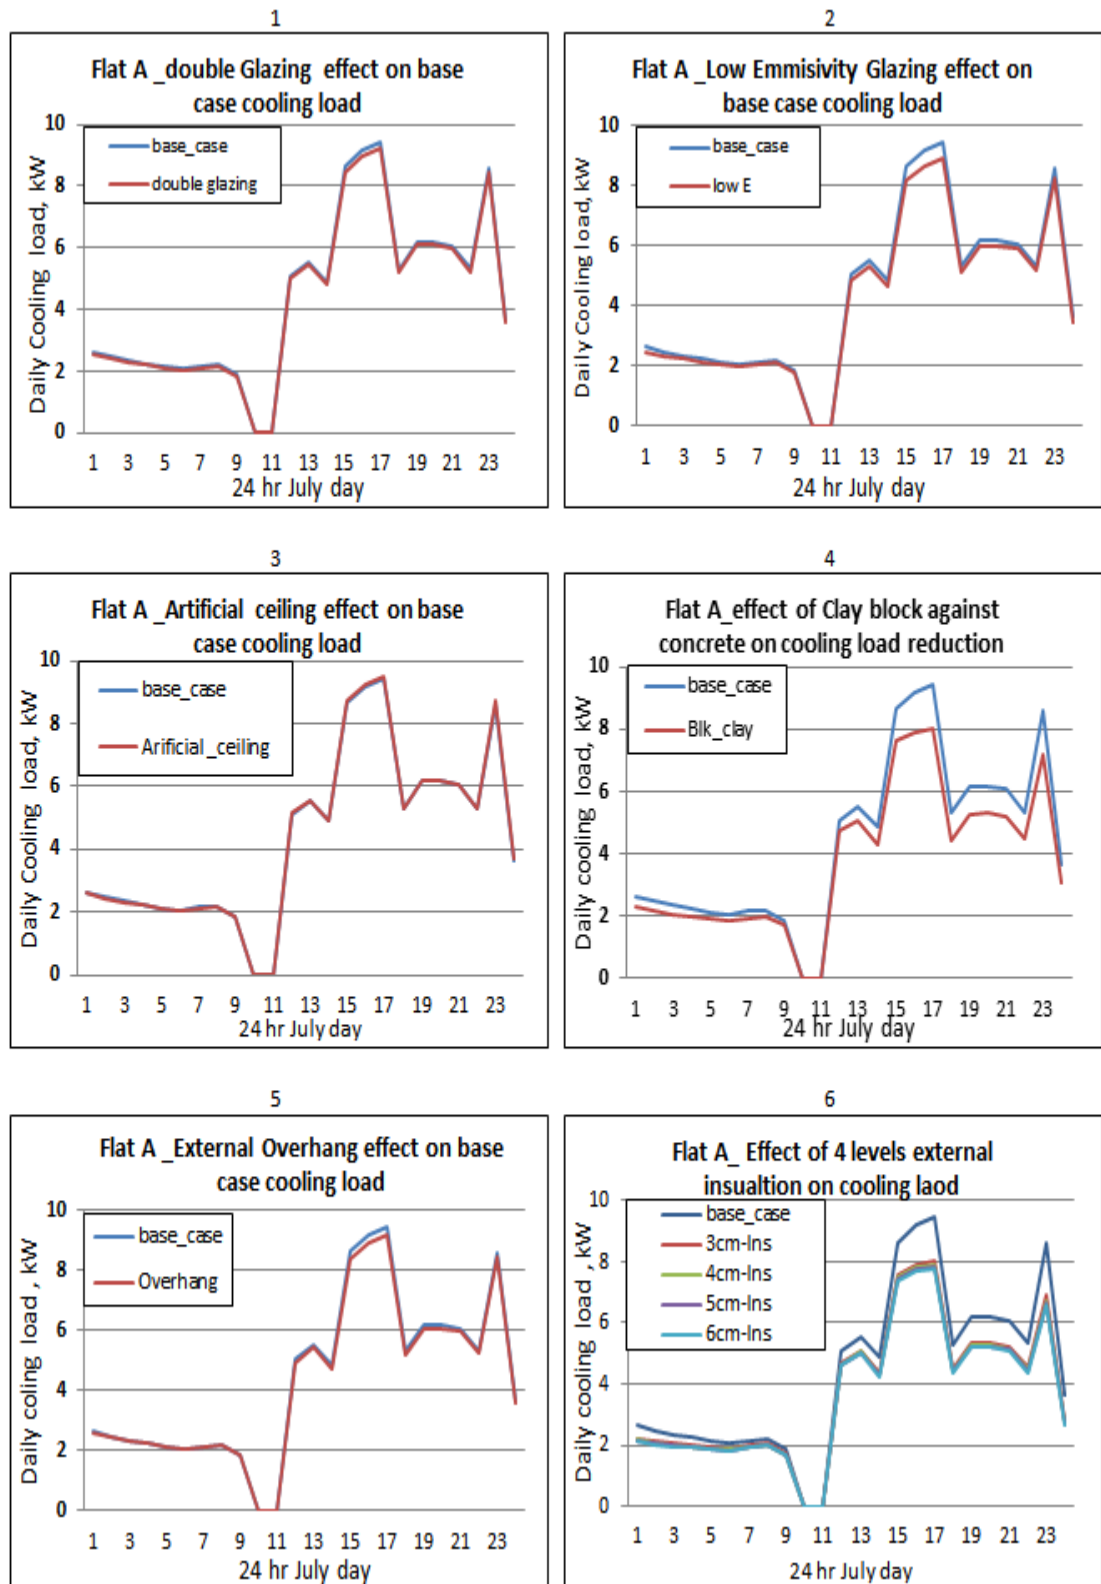 1
Flat A _double Glazing effect on base
case cooling load
10
8
6
4
2
0
base_case
double glazing
Daily Cooling load, kW
1 3 5 7 9 11 13 15 17 19 21 23
24 hr July day
2
Flat A _Low Emmisivity Glazing effect on
base case cooling load
10
8
6
4
2
0
base_case
low E
Daily Cooling load, kW
1 3 5 7 9 11 13 15 17 19 21 23
24 hr July day
3
Flat A _Artificial ceiling effect on base
case cooling load
10
8
6
4
2
0
base_case
Arificial _ceiling
Daily Cooling load, kW
1 3 5 7 9 11 13 15 17 19 21 23
24 hr July day
4
Flat A_effect of Clay block against
concrete on cooling load reduction
10
8
6
4
2
0
base_case
Blk_clay
Daily cooling load, kW
1 3 5 7 9 11 13 15 17 19 21 23
24 hr July day
5
Flat A _External Overhang effect on base
case cooling load
10
8
6
4
2
0
base_case
Overhang
Daily coling load , kW
1 3 5 7 9 11 13 15 17 19 21 23
24 hr July day
6
Flat A_ Effect of 4 levels external
insualtion on cooling laod
10
8
6
4
2
0
base_case
3cm-Ins
4cm-Ins
5cm-Ins
6cm-Ins
Daily cooling load , kW
1 3 5 7 9 11 13 15 17 19 21 23
24 hr July day